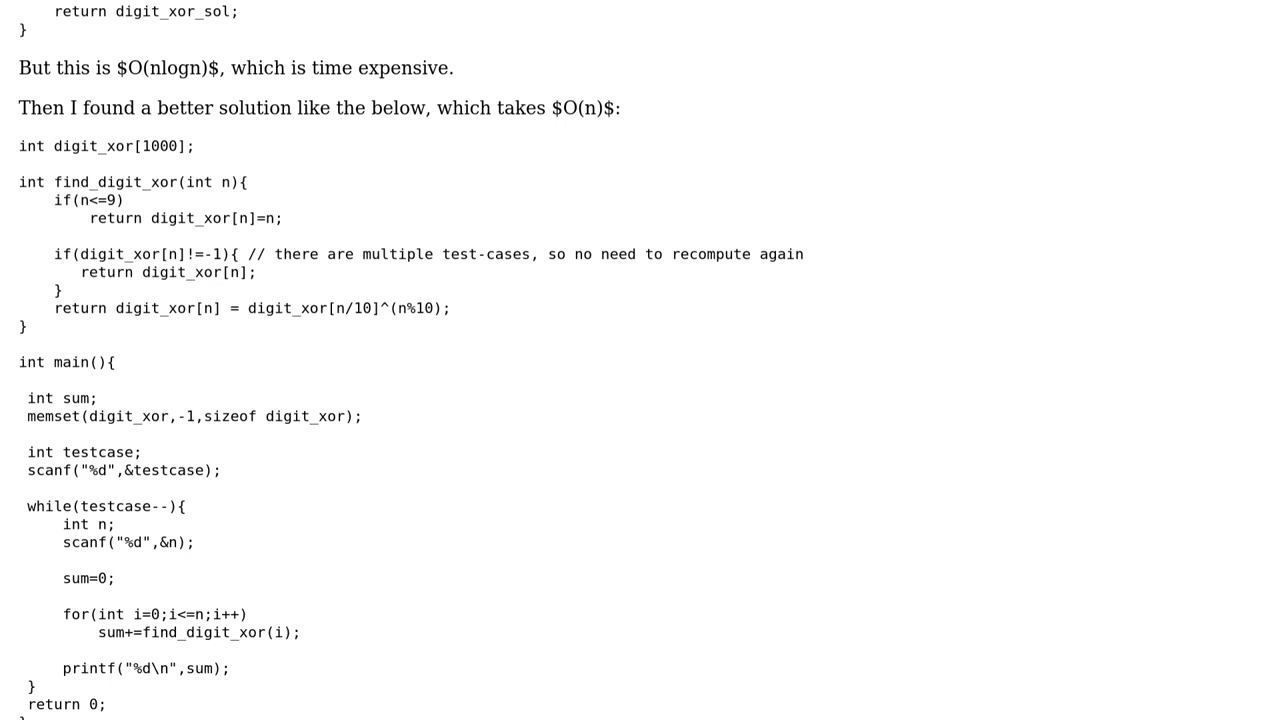 return digit_xor_sol;
}
But this is $O(nlogn)$, which is time expensive.
Then I found a better solution like the below, which takes $O(n)$:
int digit_xor[1000];
int find_digit_xor(int n){
    if(n<=9)
        return digit_xor[n]=n;
    if(digit_xor[n]!=-1){ // there are multiple test-cases, so no need to recompute again
       return digit_xor[n];
    }
    return digit_xor[n] = digit_xor[n/10]^(n%10);
}
int main(){
 int sum;
 memset(digit_xor,-1,sizeof digit_xor);
 int testcase;
 scanf("%d",&testcase);
 while(testcase--){
     int n;
     scanf("%d",&n);
     sum=0;
     for(int i=0;i<=n;i++)
         sum+=find_digit_xor(i);
     printf("%d\n",sum);
 }
 return 0;
}